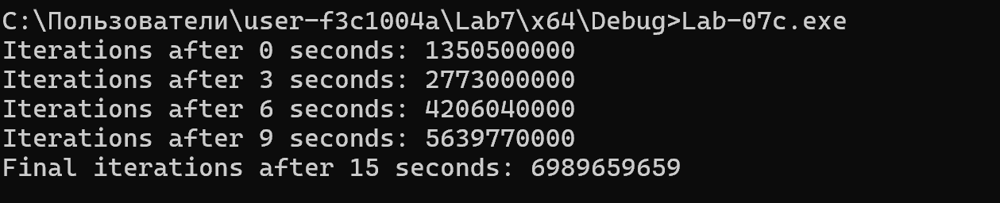 C:\Пользователи\user-f3c1004a\Lab7\x64\Debug>Lab-07c.exe
Iterations after 0 seconds: 1350500000
Iterations after 3 seconds: 2773000000
Iterations after 6 seconds: 4206040000
Iterations after 9 seconds: 5639770000
Final iterations after 15 seconds: 6989659659